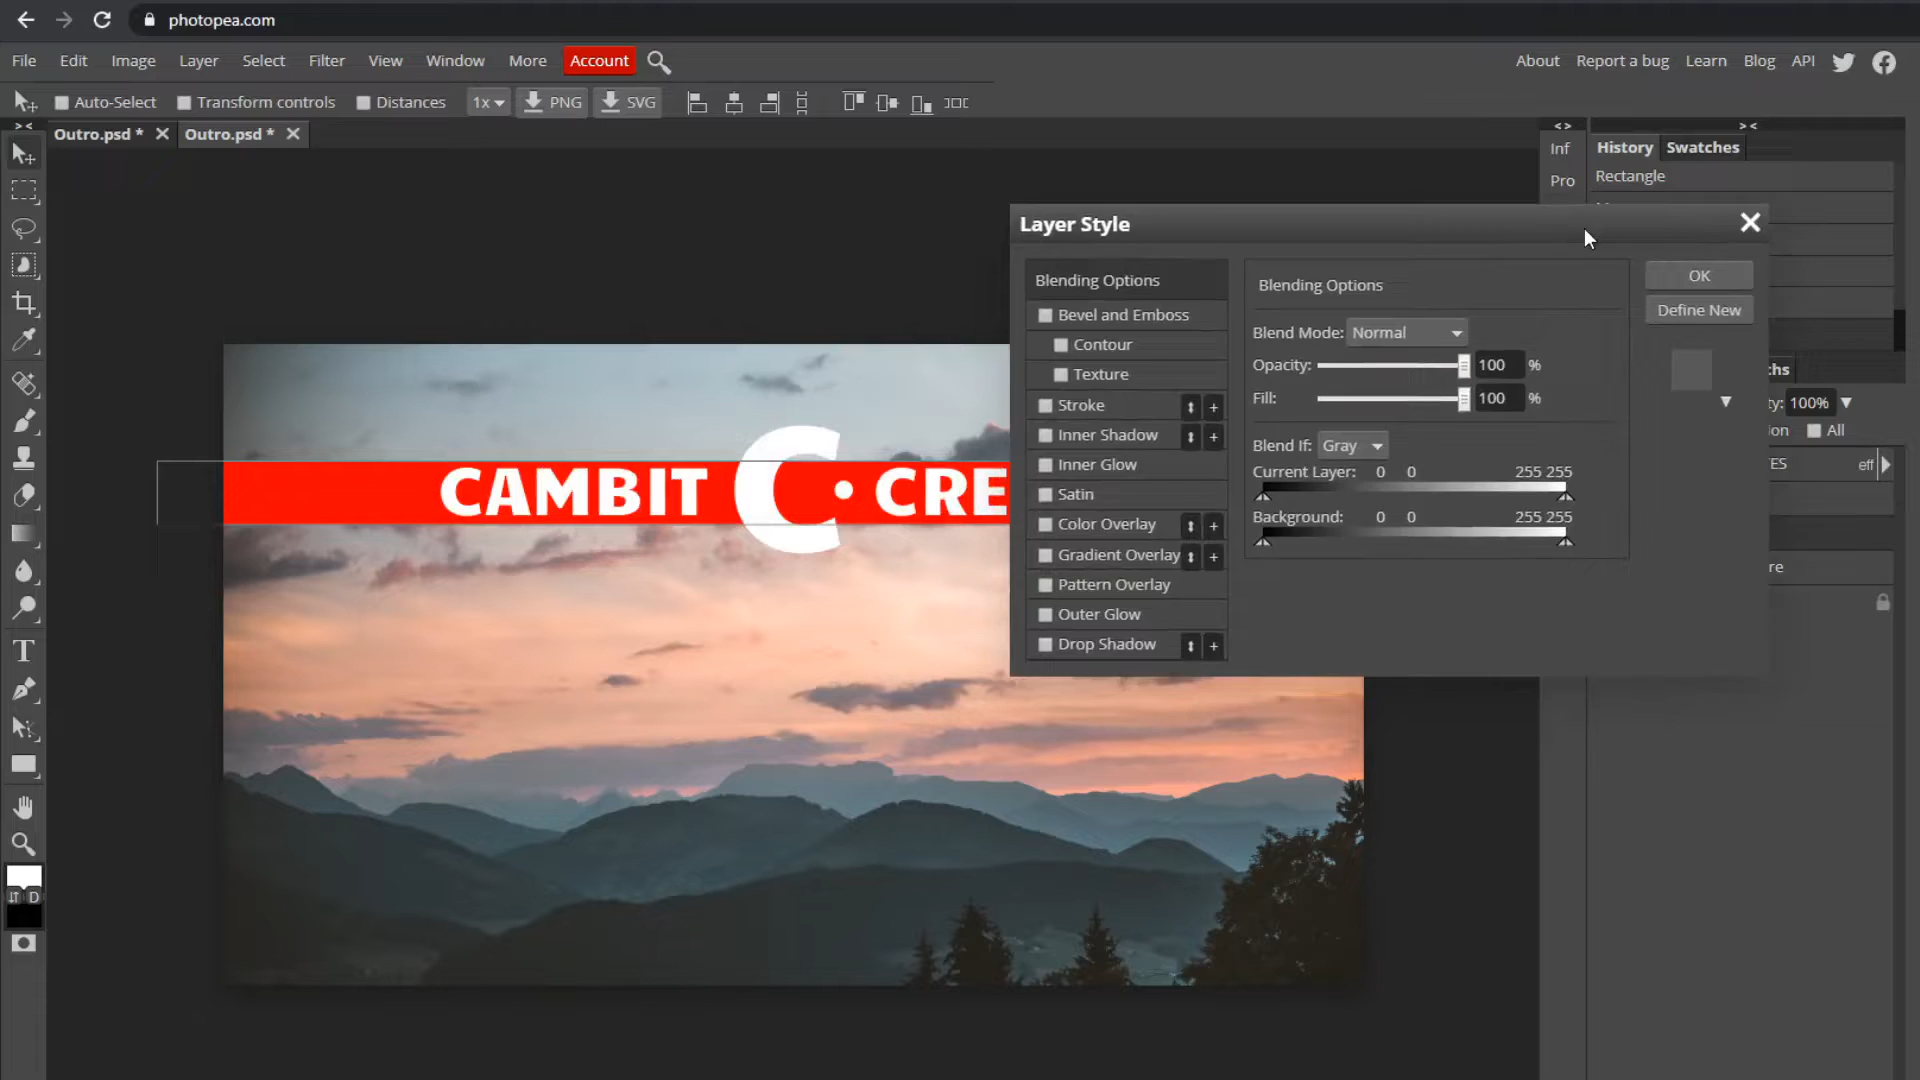 photopea.com
File Edit Image Layer Select Filter View Window More Account About Report a bug Learn Blog API
Auto-Select Transform controls Distances 1x PNG SVG
Outro.psd * Outro.psd *
Inf History Swatches
Pro Rectangle
Layer Style
OK
Blending Options Blending Options
Define New
Bevel and Emboss
Blend Mode: Normal
Contour
Opacity: 100 %
Texture
ths
Fill: 100 %
ty: 100%
Stroke +
ion All
Inner Shadow +
Blend If: Gray
Inner Glow
ES eff
Current Layer: 0 0 255 255
CAMBIT C • CRE
Satin
Background: 0 0 255 255
Color Overlay +
Gradient Overlay +
re
Pattern Overlay
Outer Glow
Drop Shadow +
T
D